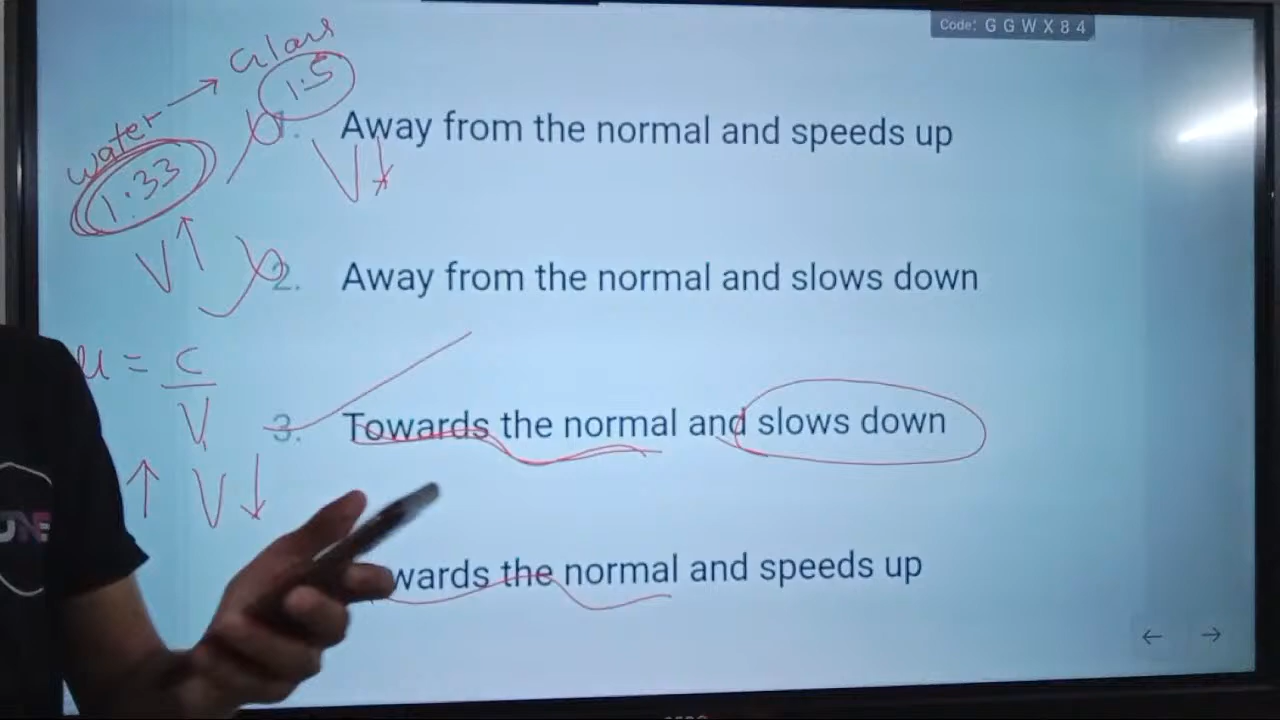 Code: G G W X 8 4
Glass
1.5
water →
1.33
1. Away from the normal and speeds up
V↓
V↑
2. Away from the normal and slows down
μ = c
V
3. Towards the normal and slows down
↑ V↓
wards the normal and speeds up
← →